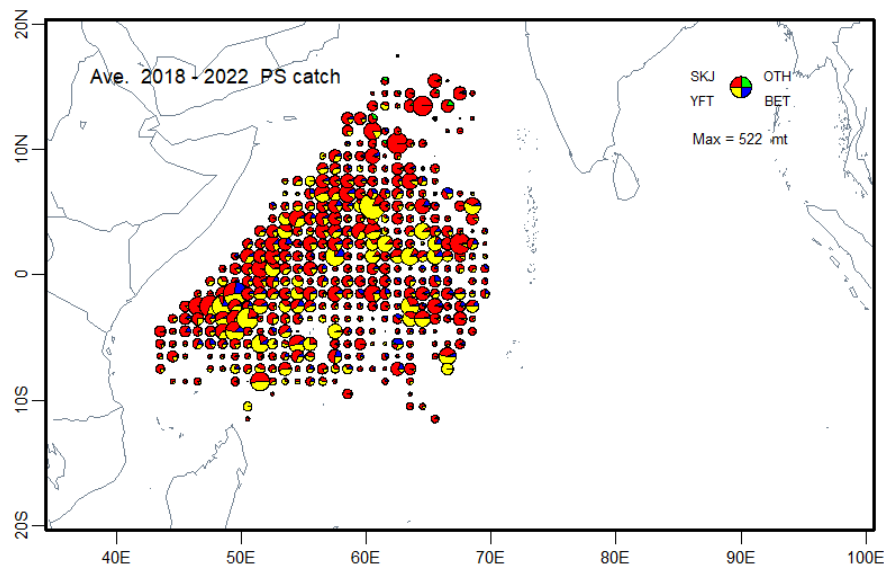 20N
Ave. 2018 - 2022 PS catch
SKJ OTH
YFT BET
Max = 522 mt
10N
0
10S
20S
40E 50E 60E 70E 80E 90E 100E